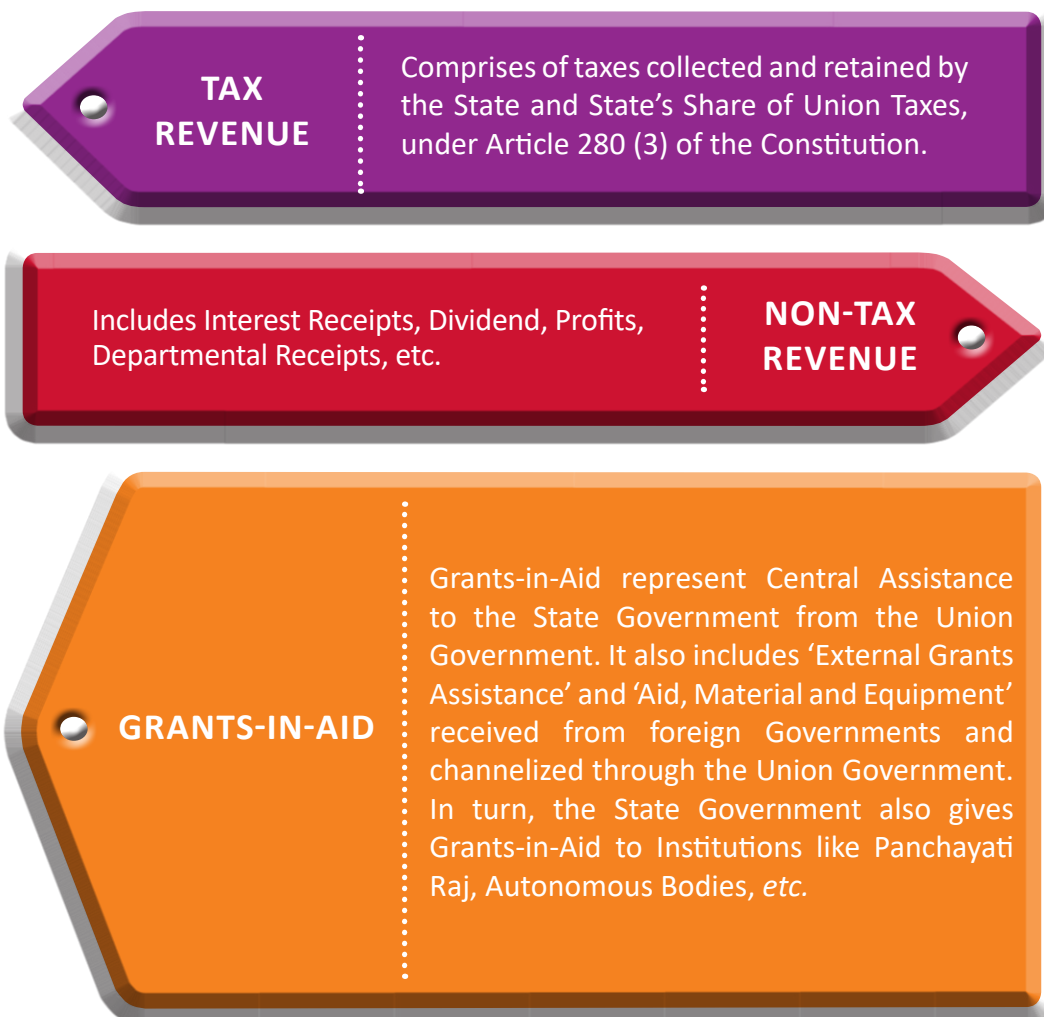 TAX
REVENUE
Comprises of taxes collected and retained by
the State and State’s Share of Union Taxes,
under Article 280 (3) of the Constitution.
Includes Interest Receipts, Dividend, Profits,
Departmental Receipts, etc.
NON-TAX
REVENUE
GRANTS-IN-AID
Grants-in-Aid represent Central Assistance
to the State Government from the Union
Government. It also includes ‘External Grants
Assistance’ and ‘Aid, Material and Equipment’
received from foreign Governments and
channelized through the Union Government.
In turn, the State Government also gives
Grants-in-Aid to Institutions like Panchayati
Raj, Autonomous Bodies, etc.